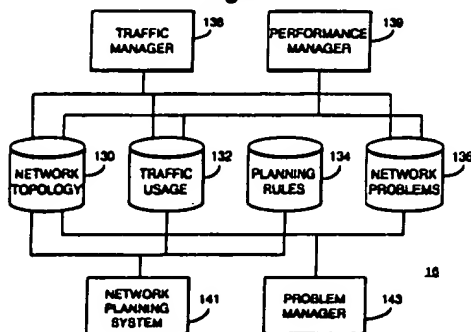 TRAFFIC
MANAGER
138
PERFORMANCE
MANAGER
139
NETWORK
TOPOLOGY
130
TRAFFIC
USAGE
132
PLANNING
RULES
134
NETWORK
PROBLEMS
136
NETWORK
PLANNING
SYSTEM
141
PROBLEM
MANAGER
143
16